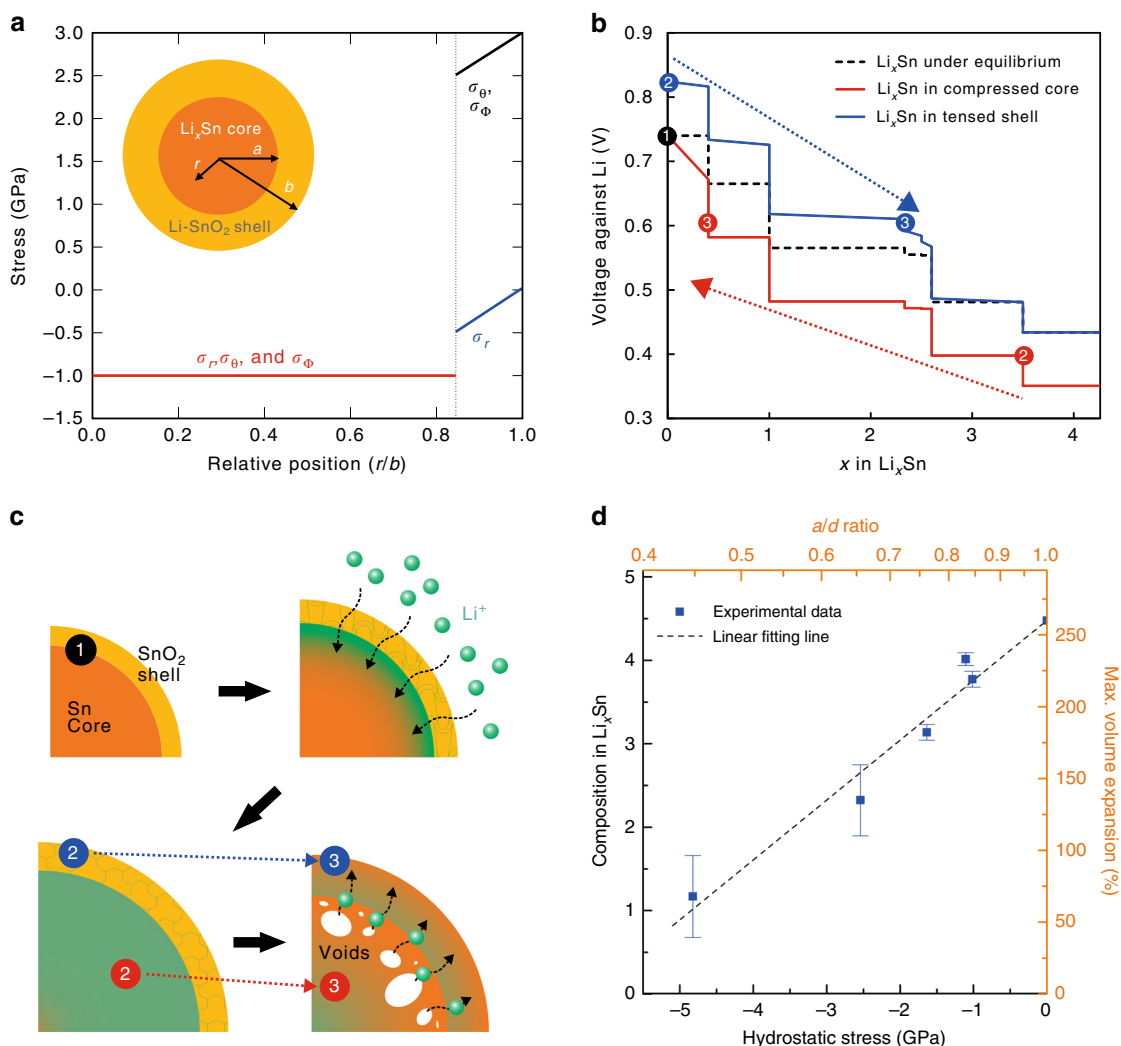 a
3.0
2.5
2.0
1.5
1.0
0.5
0.0
−0.5
−1.0
−1.5
Stress (GPa)
0.0 0.2 0.4 0.6 0.8 1.0
Relative position (r/b)
LiₓSn core
a
r
b
Li-SnO₂ shell
σθ,
σΦ
σr
σr,σθ, and σΦ
b
0.9
0.8
0.7
0.6
0.5
0.4
0.3
Voltage against Li (V)
LiₓSn under equilibrium
LiₓSn in compressed core
LiₓSn in tensed shell
2
1
3
3
2
0 1 2 3 4
x in LiₓSn
c
1
SnO₂
shell
Sn
Core
Li⁺
2
3
2
Voids
3
d
a/d ratio
0.4 0.5 0.6 0.7 0.8 0.9 1.0
5
4
3
2
1
0
Composition in LiₓSn
Experimental data
Linear fitting line
250
200
150
100
50
0
Max. volume expansion (%)
−5 −4 −3 −2 −1 0
Hydrostatic stress (GPa)